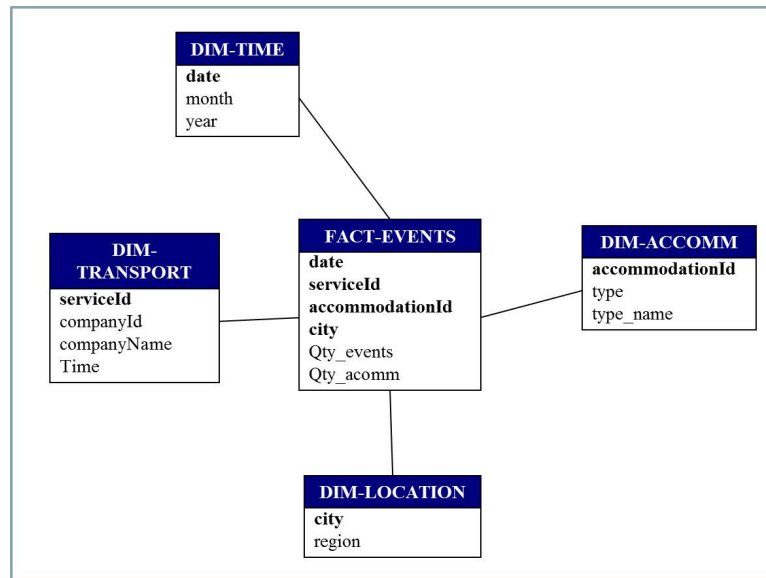 DIM-TIME
date
month
year
DIM-
TRANSPORT
serviceId
companyId
companyName
Time
FACT-EVENTS
date
serviceId
accommodationId
city
Qty_events
Qty_acomm
DIM-ACCOMM
accommodationId
type
type_name
DIM-LOCATION
city
region